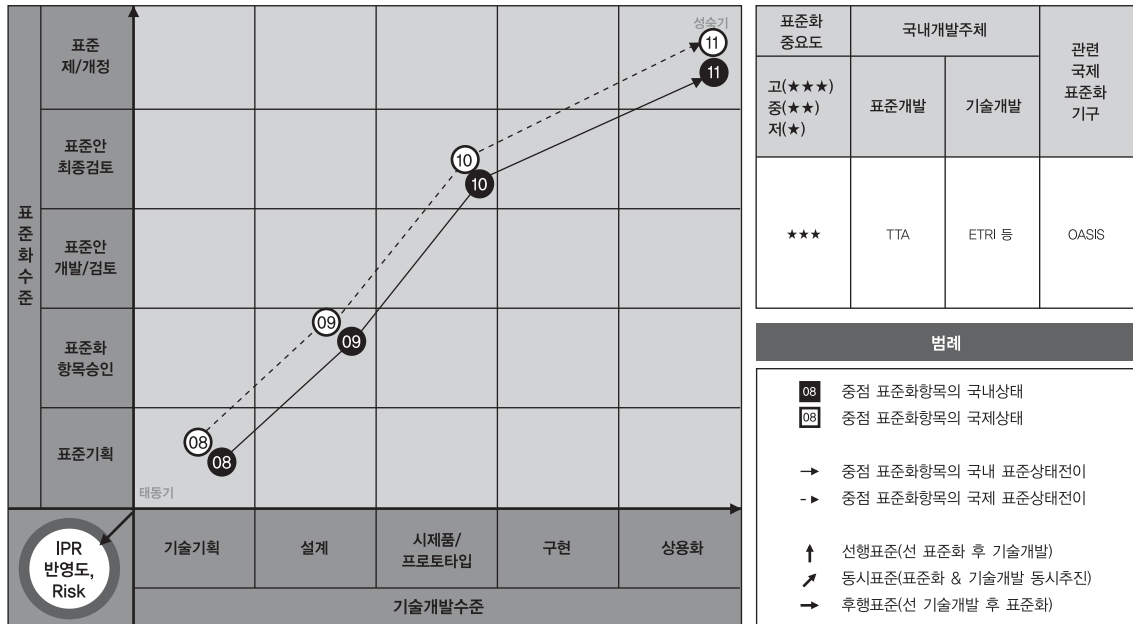 표준화수준
표준
제/개정
표준안
최종검토
표준안
개발/검토
표준화
항목승인
표준기획
성숙기
11
11
10
10
09
09
08
08
태동기
IPR
반영도,
Risk
기술기획
설계
시제품/
프로토타입
구현
상용화
기술개발수준
표준화
중요도
국내개발주체
관련
국제
표준화
기구
고(★★★)
중(★★)
저(★)
표준개발
기술개발
★★★
TTA
ETRI 등
OASIS
범례
08 중점 표준화항목의 국내상태
08 중점 표준화항목의 국제상태
중점 표준화항목의 국내 표준상태전이
중점 표준화항목의 국제 표준상태전이
선행표준(선 표준화 후 기술개발)
동시표준(표준화 & 기술개발 동시추진)
후행표준(선 기술개발 후 표준화)